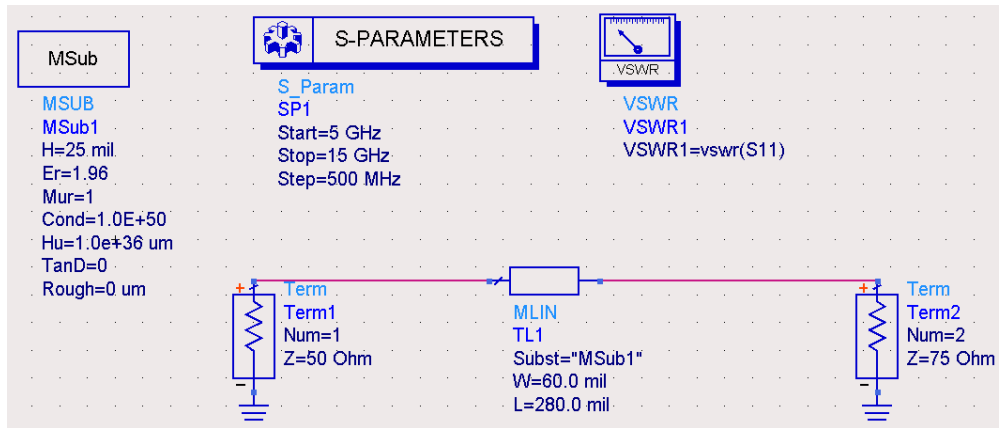 MSub
MSUB
MSub1
H=25 mil
Er=1.96
Mur=1
Cond=1.0E+50
Hu=1.0e+36 um
TanD=0
Rough=0 um
S-PARAMETERS
S_Param
SP1
Start=5 GHz
Stop=15 GHz
Step=500 MHz
VSWR
VSWR
VSWR1
VSWR1=vswr(S11)
+
Term
Term1
Num=1
Z=50 Ohm
-
MLIN
TL1
Subst="MSub1"
W=60.0 mil
L=280.0 mil
+
Term
Term2
Num=2
Z=75 Ohm
-